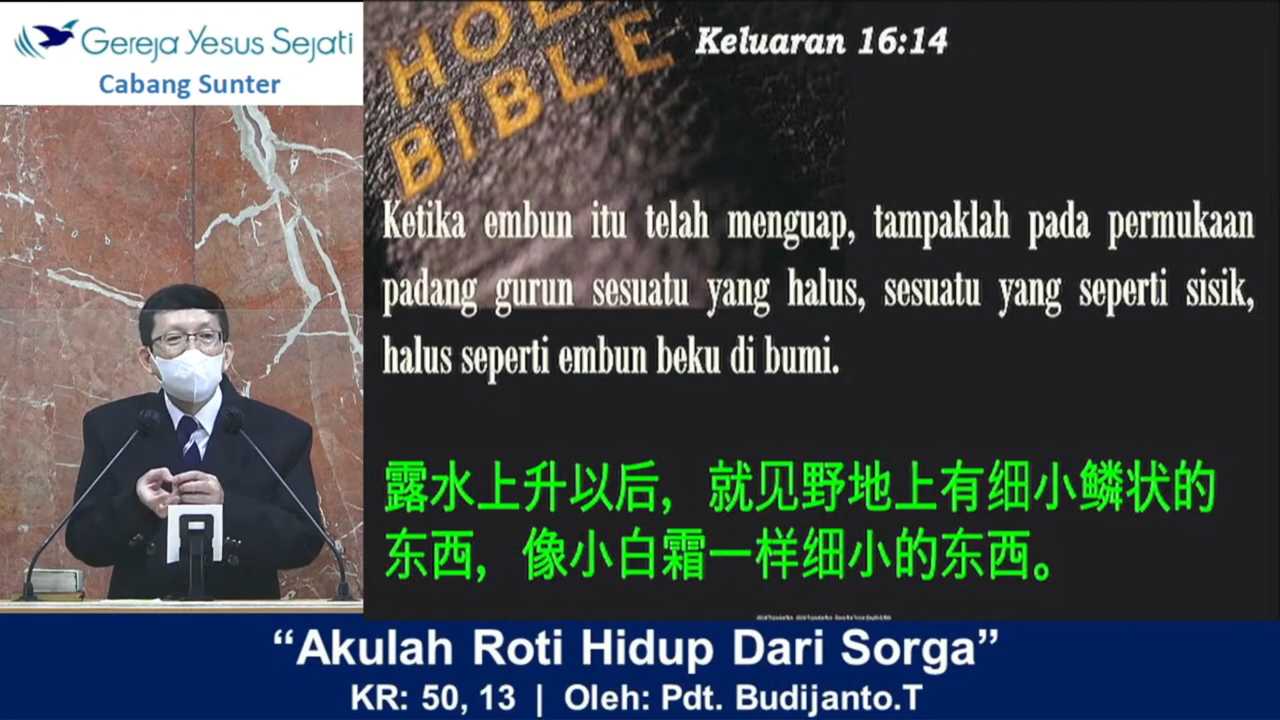 Gereja Yesus Sejati
Cabang Sunter
HOLY
BIBLE
Keluaran 16:14
Ketika embun itu telah menguap, tampaklah pada permukaan
padang gurun sesuatu yang halus, sesuatu yang seperti sisik,
halus seperti embun beku di bumi.
露水上升以后，就见野地上有细小鳞状的
东西，像小白霜一样细小的东西。
“Akulah Roti Hidup Dari Sorga”
KR: 50, 13 | Oleh: Pdt. Budijanto.T